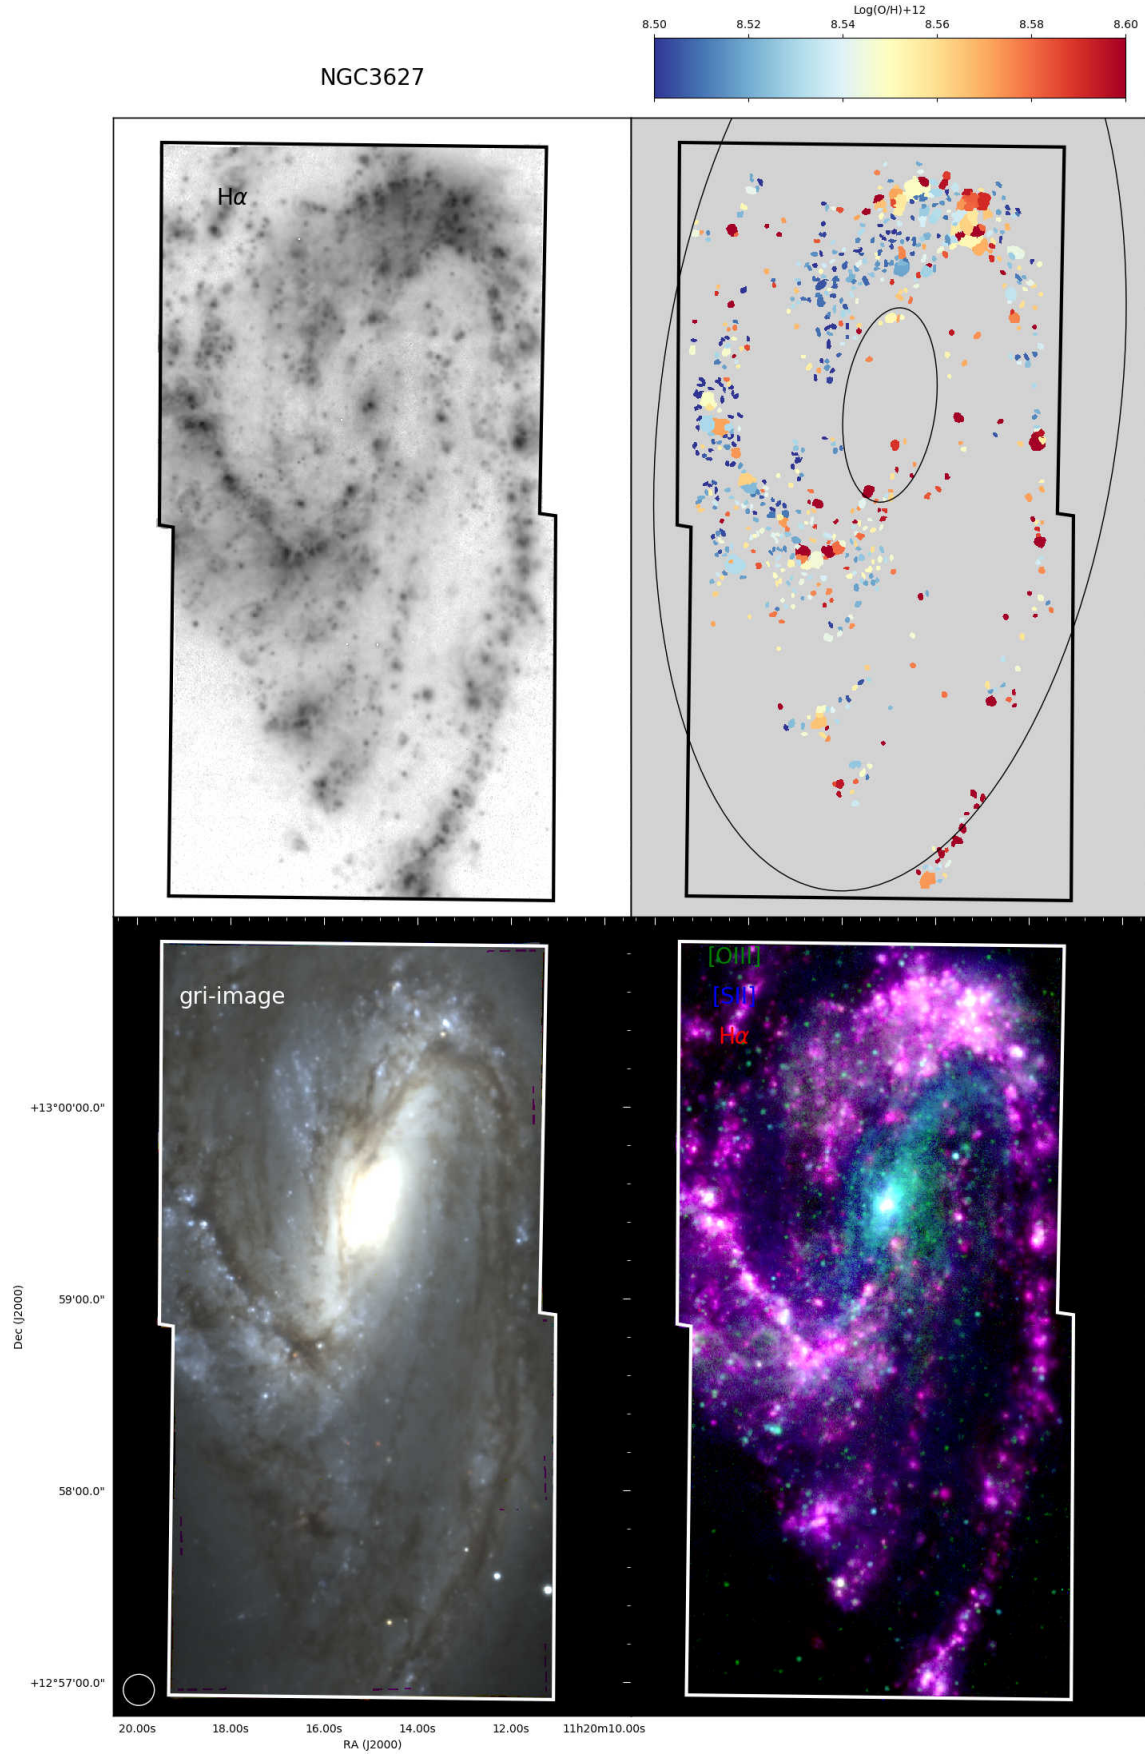 Log(O/H)+12
8.50 8.52 8.54 8.56 8.58 8.60
NGC3627
Hα
gri-image
[OIII]
[SII]
Hα
+13°00'00.0"
59'00.0"
58'00.0"
+12°57'00.0"
Dec (J2000)
20.00s 18.00s 16.00s 14.00s 12.00s 11h20m10.00s
RA (J2000)